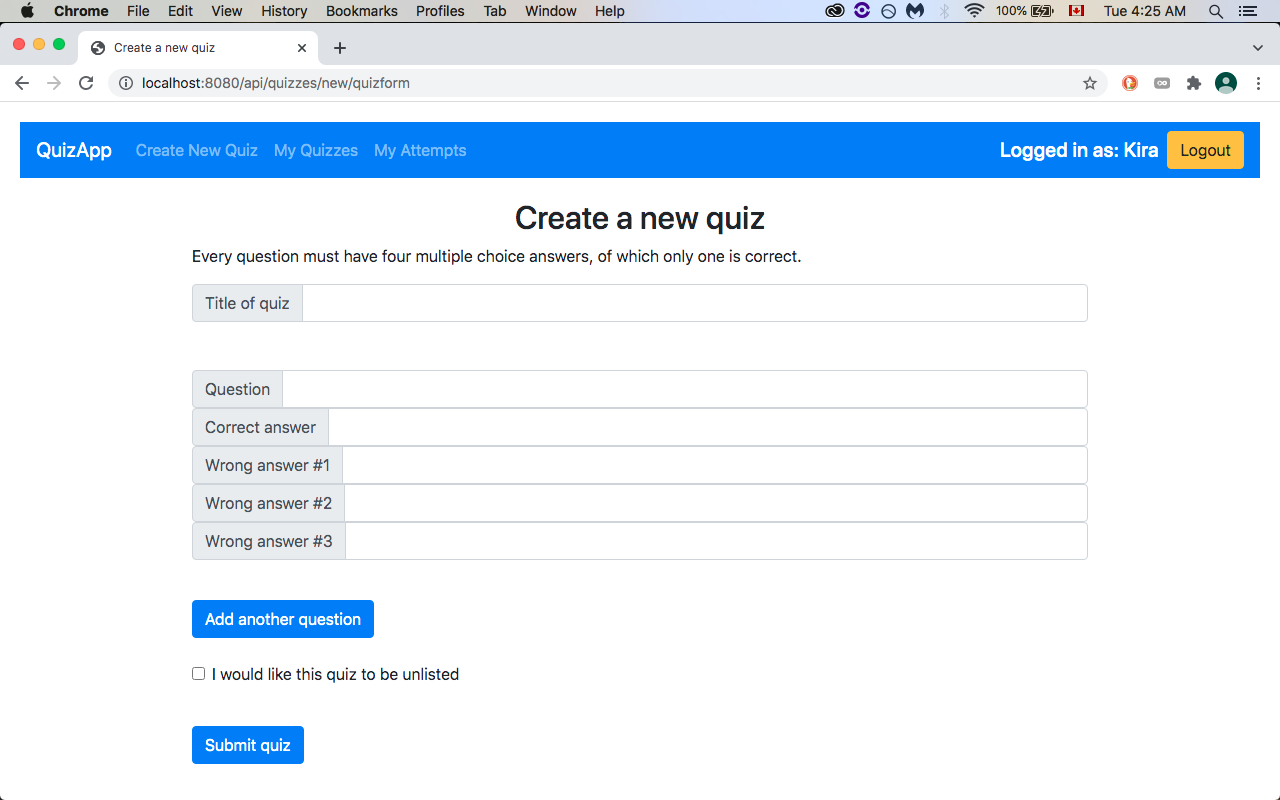 Chrome File Edit View History Bookmarks Profiles Tab Window Help 100% Tue 4:25 AM
Create a new quiz
localhost:8080/api/quizzes/new/quizform
QuizApp Create New Quiz My Quizzes My Attempts Logged in as: Kira Logout
Create a new quiz
Every question must have four multiple choice answers, of which only one is correct.
Title of quiz
Question
Correct answer
Wrong answer #1
Wrong answer #2
Wrong answer #3
Add another question
I would like this quiz to be unlisted
Submit quiz